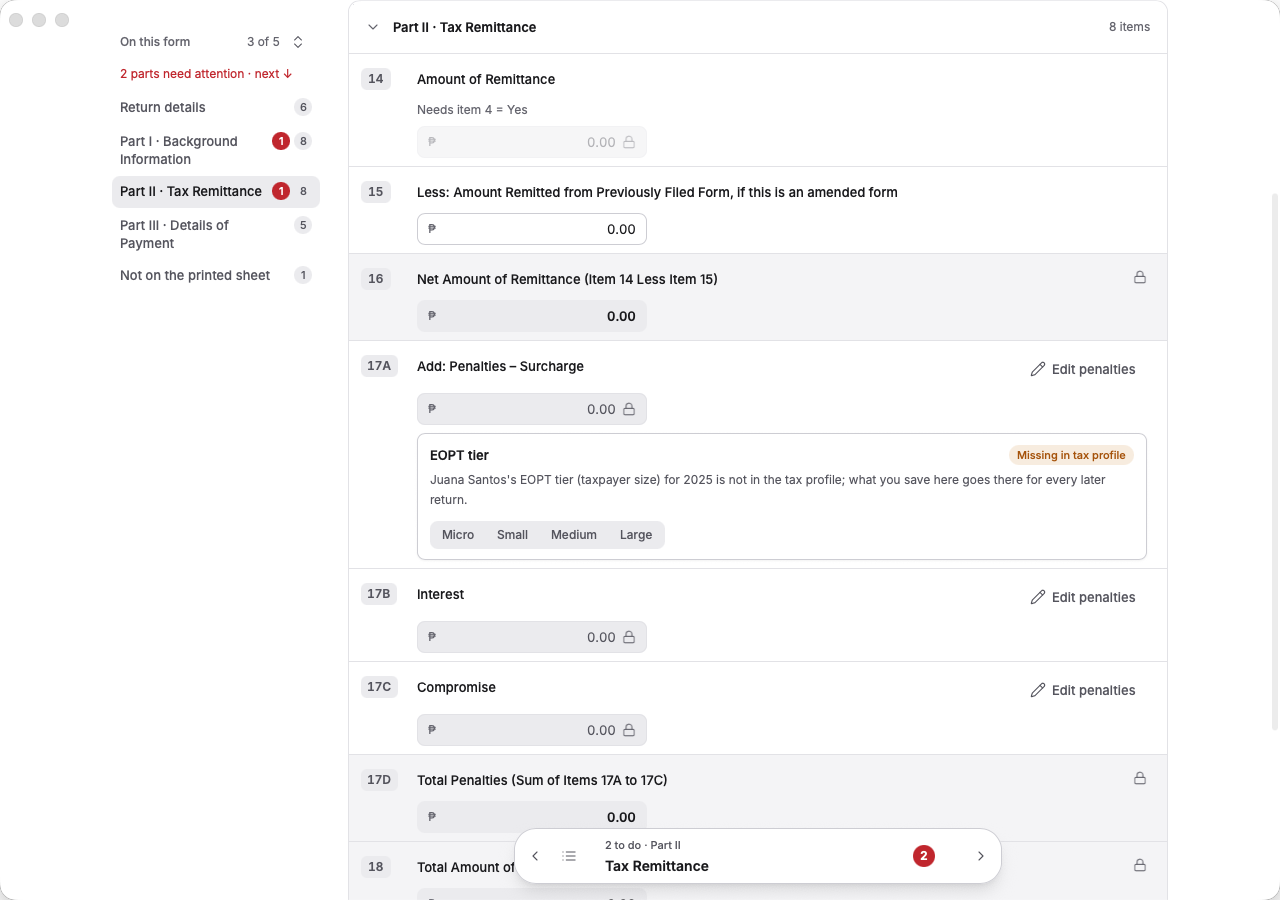 On this form
3 of 5
2 parts need attention · next ↓
Return details
6
Part I · Background Information
1
8
Part II · Tax Remittance
1
8
Part III · Details of Payment
5
Not on the printed sheet
1
Part II · Tax Remittance
8 items
14
Amount of Remittance
Needs item 4 = Yes
₱
0.00
15
Less: Amount Remitted from Previously Filed Form, if this is an amended form
₱
0.00
16
Net Amount of Remittance (Item 14 Less Item 15)
₱
0.00
17A
Add: Penalties – Surcharge
Edit penalties
₱
0.00
EOPT tier
Missing in tax profile
Juana Santos's EOPT tier (taxpayer size) for 2025 is not in the tax profile; what you save here goes there for every later
return.
Micro
Small
Medium
Large
17B
Interest
Edit penalties
₱
0.00
17C
Compromise
Edit penalties
₱
0.00
17D
Total Penalties (Sum of Items 17A to 17C)
₱
0.00
18
Total Amount of
2 to do · Part II
Tax Remittance
2